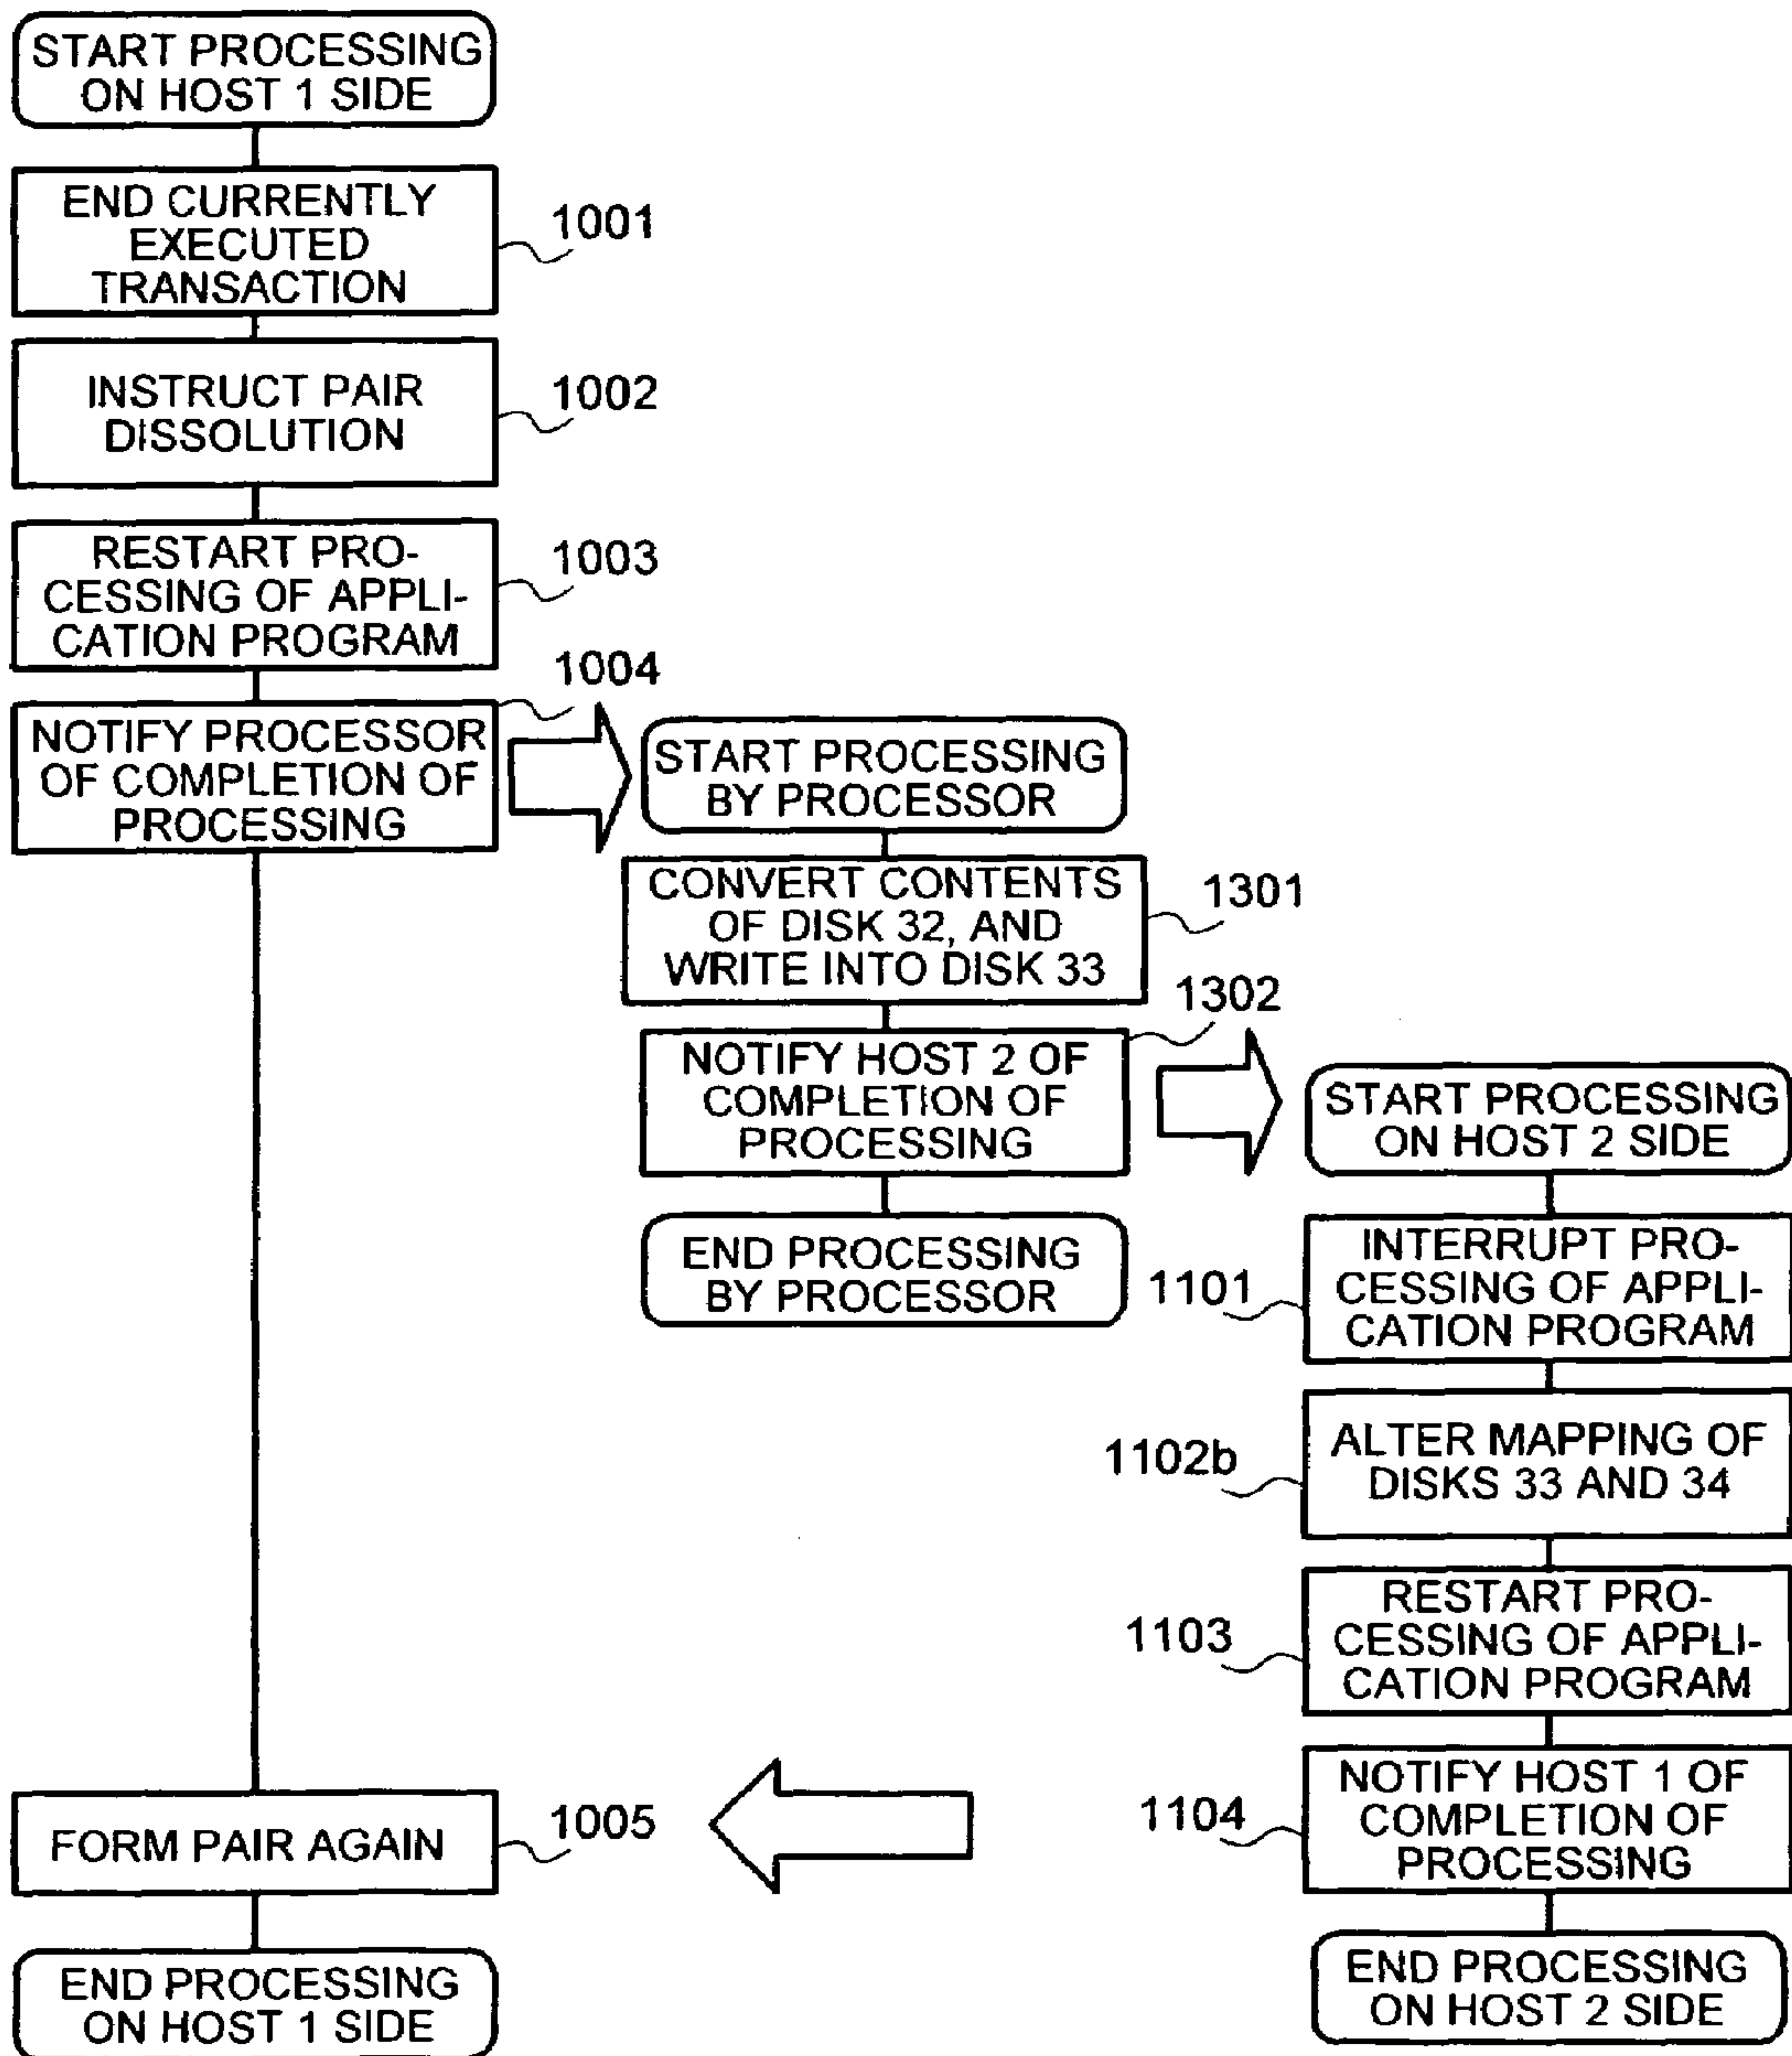 START PROCESSING
ON HOST 1 SIDE
END CURRENTLY
EXECUTED
TRANSACTION
1001
INSTRUCT PAIR
DISSOLUTION
1002
RESTART PRO-
CESSING OF APPLI-
CATION PROGRAM
1003
NOTIFY PROCESSOR
OF COMPLETION OF
PROCESSING
1004
START PROCESSING
BY PROCESSOR
CONVERT CONTENTS
OF DISK 32, AND
WRITE INTO DISK 33
1301
NOTIFY HOST 2 OF
COMPLETION OF
PROCESSING
1302
END PROCESSING
BY PROCESSOR
START PROCESSING
ON HOST 2 SIDE
INTERRUPT PRO-
CESSING OF APPLI-
CATION PROGRAM
1101
ALTER MAPPING OF
DISKS 33 AND 34
1102b
RESTART PRO-
CESSING OF APPLI-
CATION PROGRAM
1103
NOTIFY HOST 1 OF
COMPLETION OF
PROCESSING
1104
END PROCESSING
ON HOST 2 SIDE
FORM PAIR AGAIN
1005
END PROCESSING
ON HOST 1 SIDE